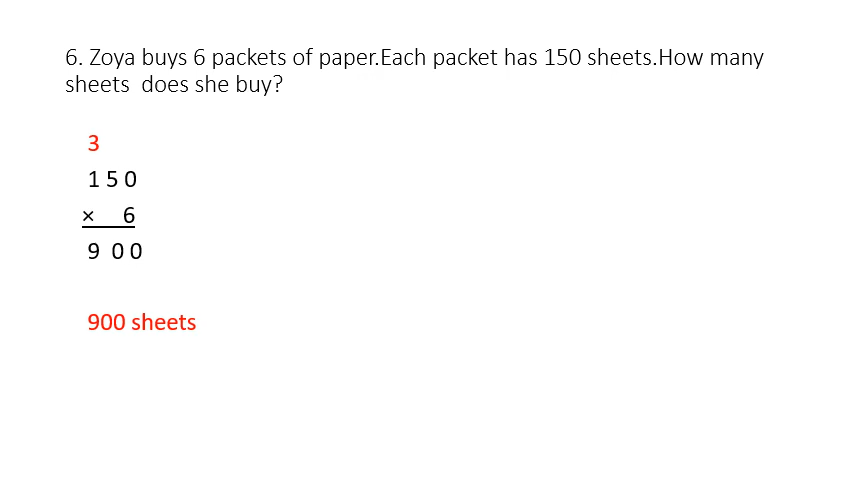 6. Zoya buys 6 packets of paper.Each packet has 150 sheets.How many
sheets  does she buy?
3
1 5 0
×    6
9  0 0
900 sheets